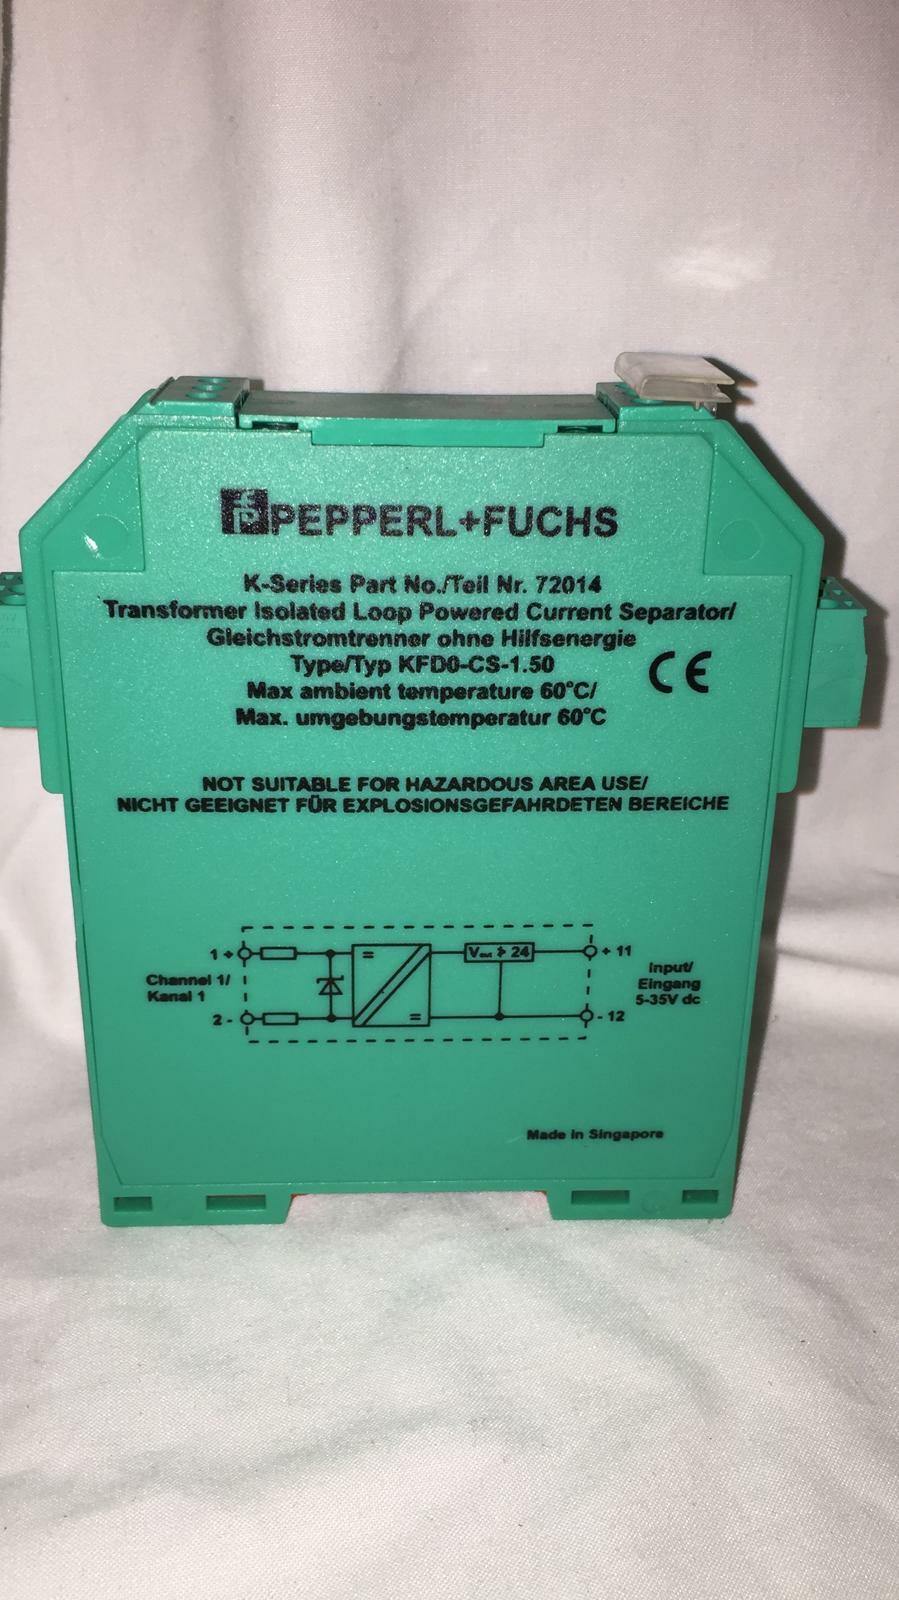 PEPPERL+FUCHS
K-Series Part No./Teil Nr. 72014
Transformer Isolated Loop Powered Current Separator/
Gleichstromtrenner ohne Hilfsenergie
Type/Typ KFD0-CS-1.50
Max ambient temperature 60°C/
Max. umgebungstemperatur 60°C
CE
NOT SUITABLE FOR HAZARDOUS AREA USE/
NICHT GEEIGNET FÜR EXPLOSIONSGEFAHRDETEN BEREICHE
1 +
Channel 1/
Kanal 1
2 -
=
=
24
+ 11
Input/
Eingang
5-35V dc
- 12
Made in Singapore